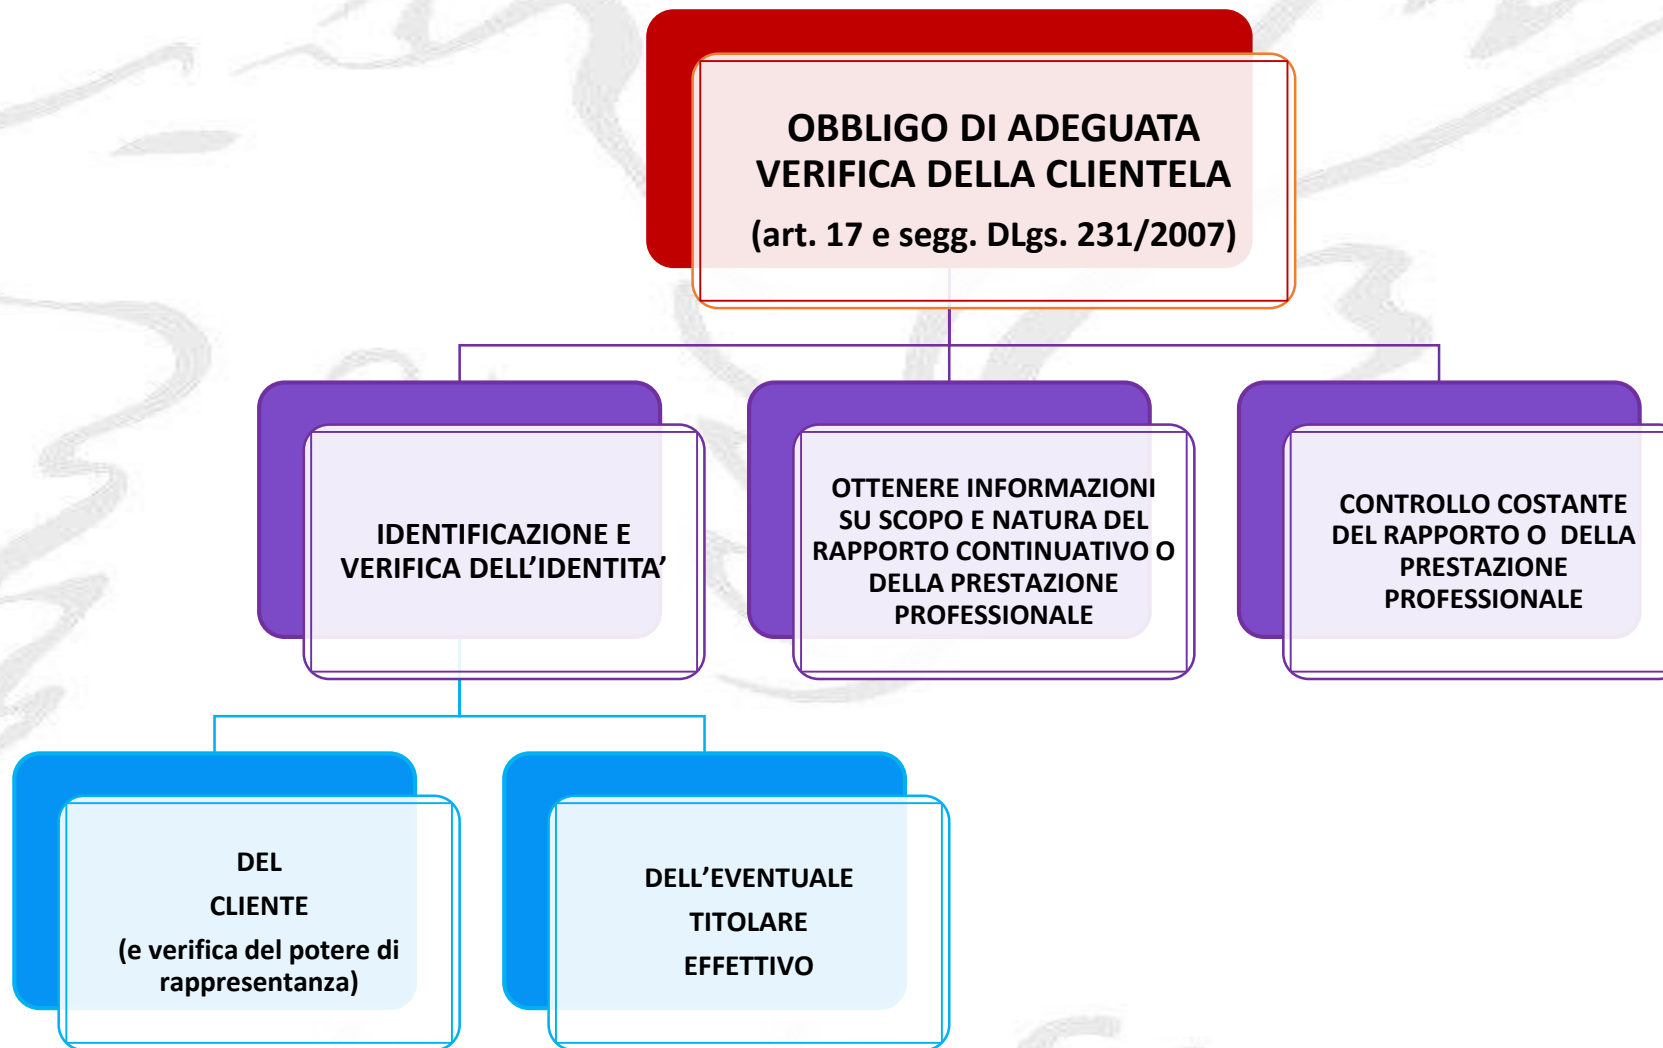 OBBLIGO DI ADEGUATA
VERIFICA DELLA CLIENTELA
(art. 17 e segg. DLgs. 231/2007)
IDENTIFICAZIONE E
VERIFICA DELL’IDENTITA’
OTTENERE INFORMAZIONI
SU SCOPO E NATURA DEL
RAPPORTO CONTINUATIVO O
DELLA PRESTAZIONE
PROFESSIONALE
CONTROLLO COSTANTE
DEL RAPPORTO O  DELLA
PRESTAZIONE
PROFESSIONALE
DEL
CLIENTE
(e verifica del potere di
rappresentanza)
DELL’EVENTUALE
TITOLARE
EFFETTIVO